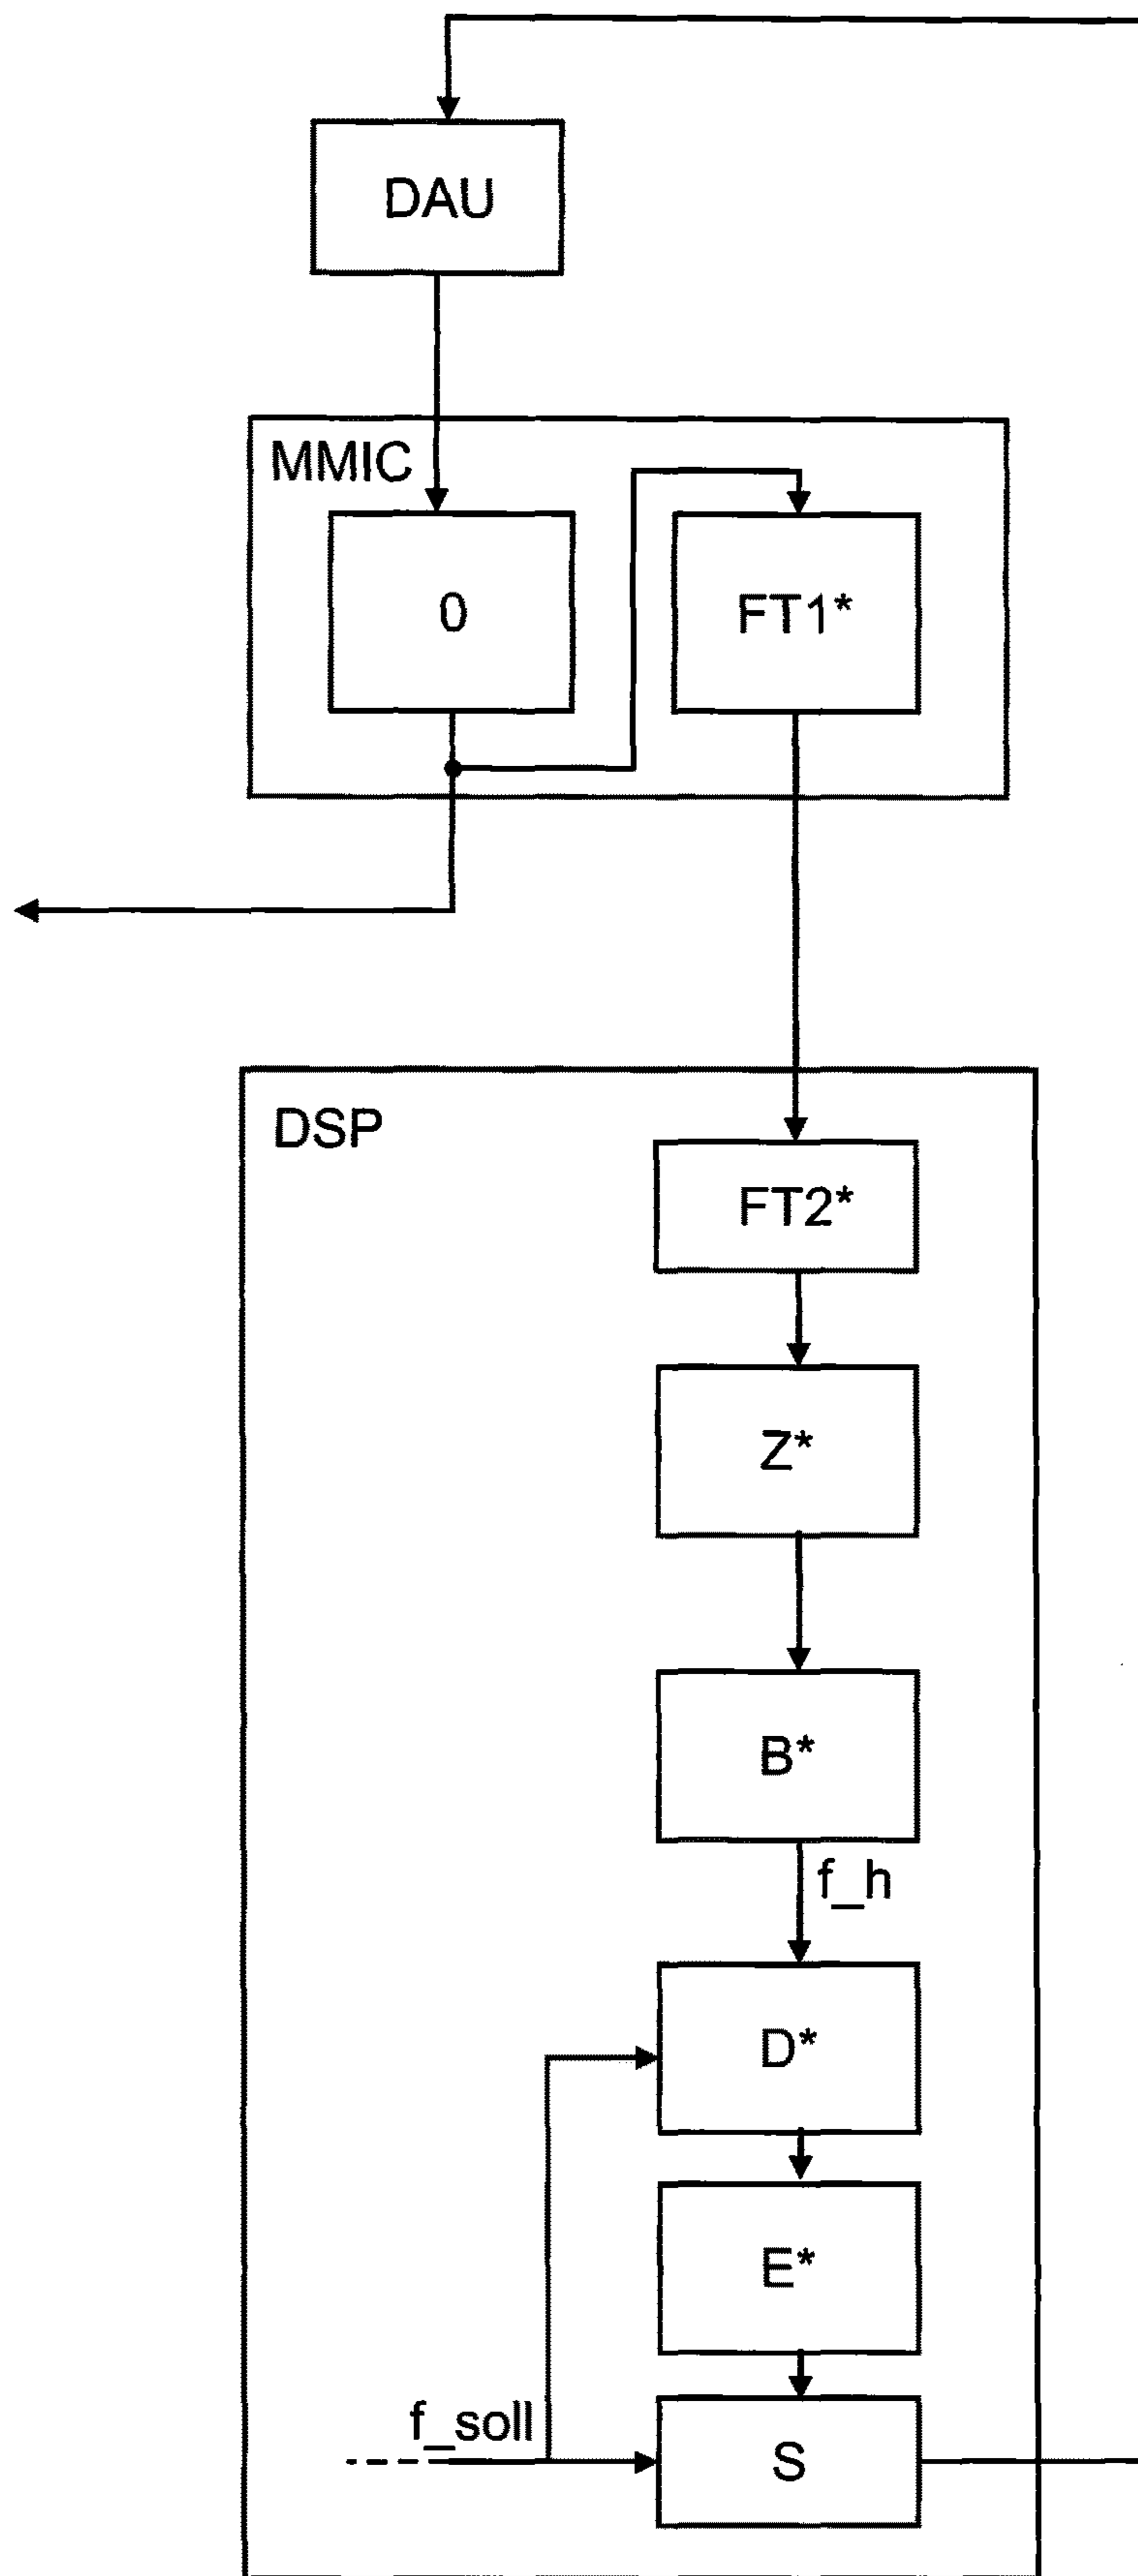 DAU
MMIC
0
FT1*
DSP
FT2*
Z*
B*
f_h
D*
E*
f_soll
S